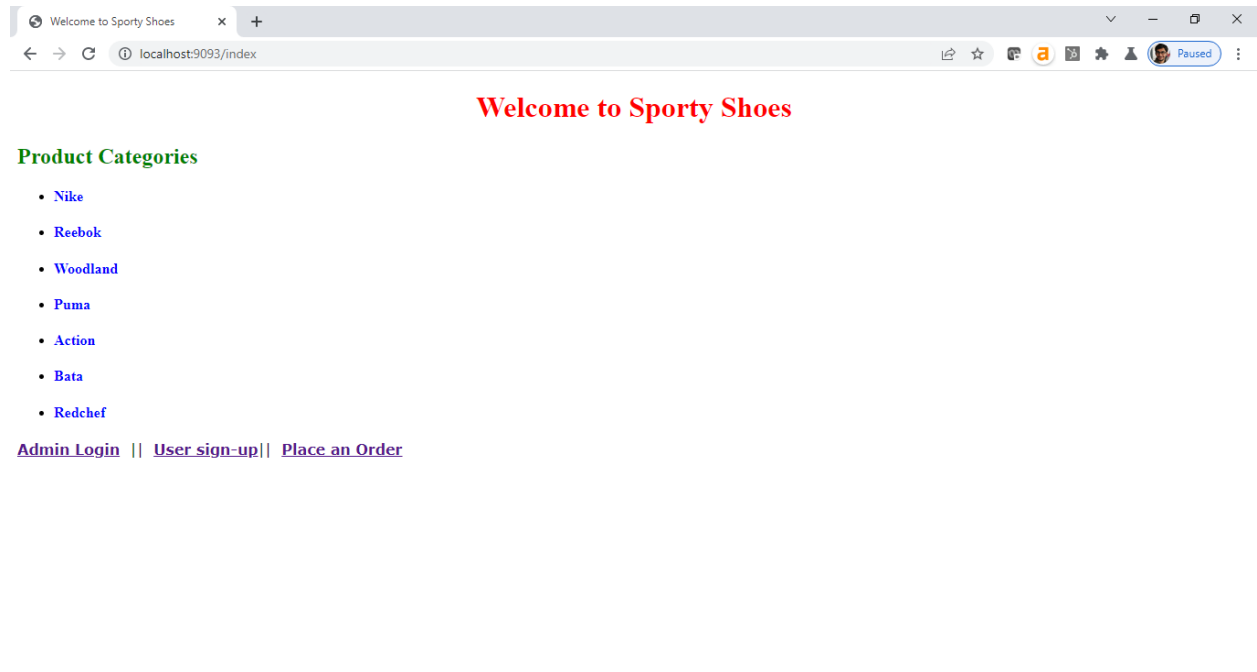 Welcome to Sporty Shoes
localhost:9093/index
Paused
Welcome to Sporty Shoes
Product Categories
• Nike
• Reebok
• Woodland
• Puma
• Action
• Bata
• Redchef
Admin Login || User sign-up|| Place an Order